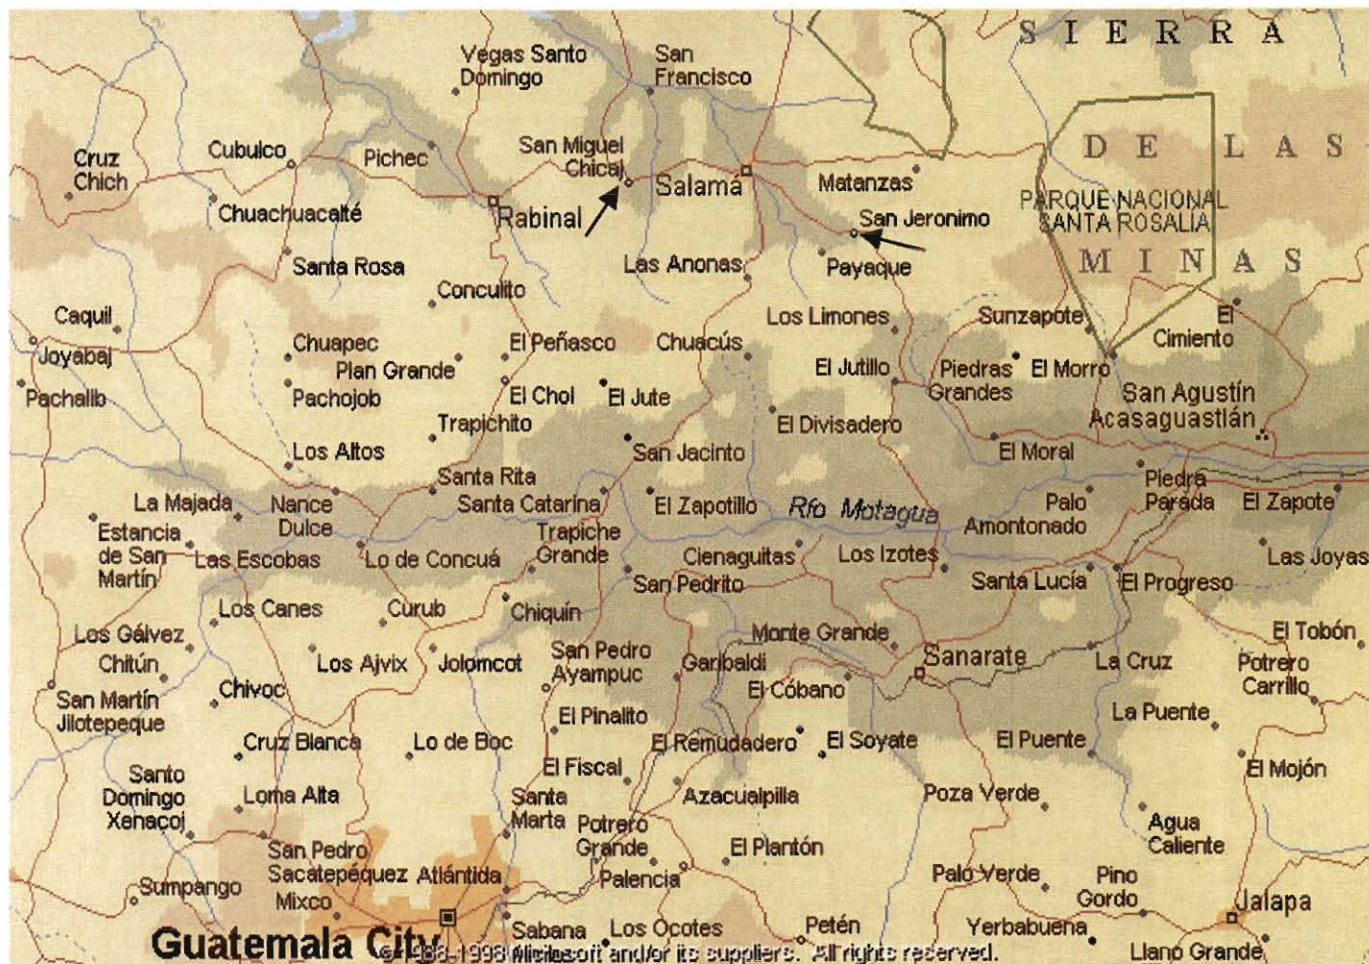 SIERRA
Vegas Santo
Domingo
San
Francisco
Cruz
Chich
Cubulco
Pichec
San Miguel
Chicaj
Salamá
Matanzas
DE LAS
PARQUE NACIONAL
SANTA ROSALIA
MINAS
Chuachuacalté
Rabinal
San Jeronimo
Santa Rosa
Las Anonas
Payaque
Conculito
Caquil
Joyabaj
Chuapec
Plan Grande
El Peñasco
Chuacús
Los Limones
Sunzapote
El
Cimiento
Pachalib
Pachojob
El Chol
El Jute
El Jutillo
Piedras
Grandes
El Morro
San Agustín
Acasaguastlán
Trapichito
El Divisadero
Los Altos
San Jacinto
El Moral
La Majada
Nance
Dulce
Santa Rita
Santa Catarina
El Zapotillo
Río Motagua
Palo
Amontonado
Piedra
Parada
El Zapote
Estancia
de San
Martín
Las Escobas
Lo de Concuá
Trapiche
Grande
Cienaguitas
Los Izotes
Las Joyas
San Pedrito
Santa Lucía
El Progreso
Los Canes
Curub
Chiquín
Los Gálvez
Chitún
Los Ajvix
Jolomcot
San Pedro
Ayampuc
Garibaldi
Monte Grande
Sanarate
La Cruz
El Tobón
Potrero
Carrillo
San Martín
Jilotepeque
Chivoc
El Cóbano
El Pinalito
La Puente
Cruz Blanca
Lo de Boc
El Remudadero
El Soyate
El Puente
El Mojón
Santo
Domingo
Xenacoj
Loma Alta
El Fiscal
Azacualpilla
Poza Verde
Santa
Marta
Potrero
Grande
El Plantón
Agua
Caliente
San Pedro
Sacatepéquez
Atlántida
Palencia
Palo Verde
Pino
Gordo
Sumpango
Mixco
Jalapa
Guatemala City
Sabana
Los Ocotes
Petén
Yerbabuena
Llano Grande
©1988-1998 Microsoft and/or its suppliers. All rights reserved.